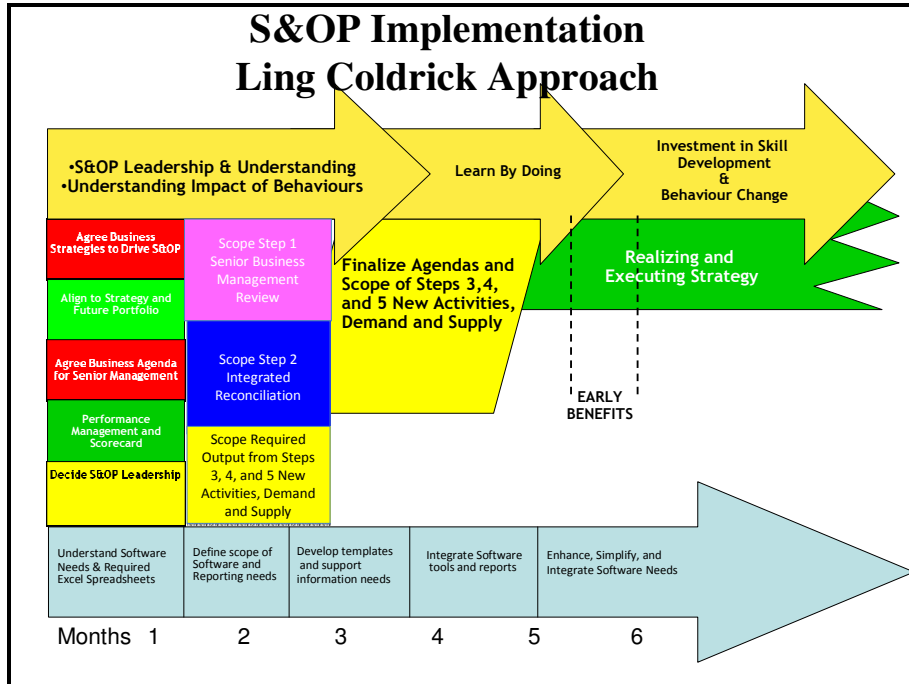 S&OP Implementation
Ling Coldrick Approach
•S&OP Leadership & Understanding
•Understanding Impact of Behaviours
Learn By Doing
Investment in Skill
Development
&
Behaviour Change
Agree Business
Strategies to Drive S&OP
Align to Strategy and
Future Portfolio
Agree Business Agenda
for Senior Management
Performance
Management and
Scorecard
Decide S&OP Leadership
Scope Step 1
Senior Business
Management
Review
Scope Step 2
Integrated
Reconciliation
Scope Required
Output from Steps
3, 4, and 5 New
Activities, Demand
and Supply
Finalize Agendas and
Scope of Steps 3,4,
and 5 New Activities,
Demand and Supply
Realizing and
Executing Strategy
EARLY
BENEFITS
Understand Software
Needs & Required
Excel Spreadsheets
Define scope of
Software and
Reporting needs
Develop templates
and support
information needs
Integrate Software
tools and reports
Enhance, Simplify, and
Integrate Software Needs
Months 1 2 3 4 5 6